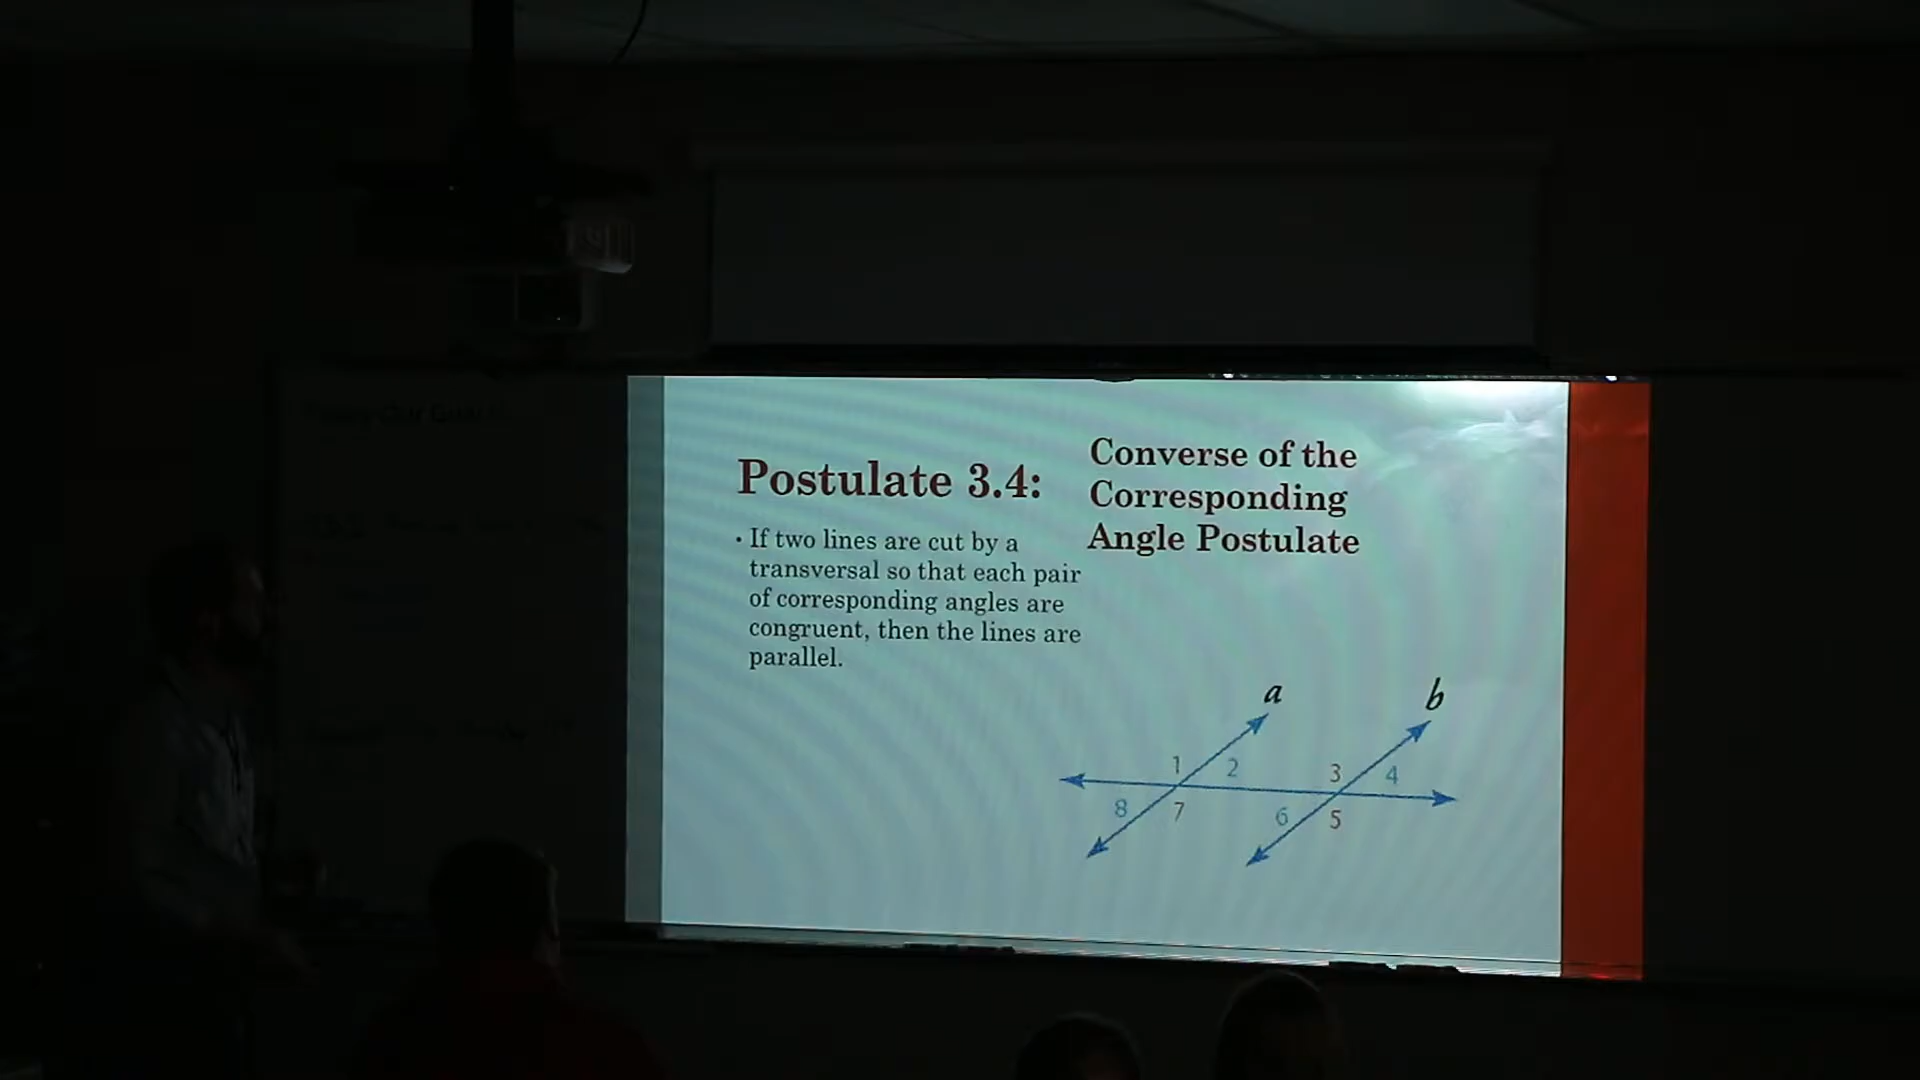 Postulate 3.4:
• If two lines are cut by a
transversal so that each pair
of corresponding angles are
congruent, then the lines are
parallel.
Converse of the
Corresponding
Angle Postulate
a
b
1
2
3
4
8
7
6
5